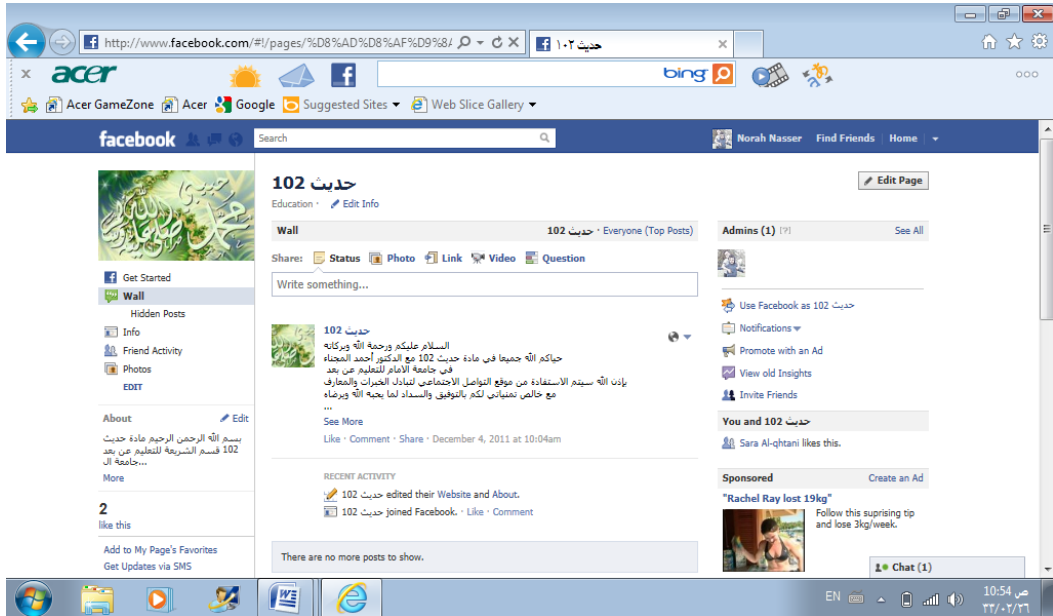 http://www.facebook.com/#!/pages/%D8%AD%D8%AF%D9%8/
حديث ١٠٢
acer
bing
Acer GameZone Acer Google Suggested Sites Web Slice Gallery
facebook Search Norah Nasser Find Friends Home
حديث 102
Education · Edit Info
Edit Page
Wall
حديث 102 · Everyone (Top Posts)
Share: Status Photo Link Video Question
Write something...
Get Started
Wall
Hidden Posts
Info
Friend Activity
Photos
EDIT
About Edit
بسم الله الرحمن الرحيم مادة حديث
102 قسم الشريعة للتعليم عن بعد
جامعة ال...
More
2
like this
Add to My Page's Favorites
Get Updates via SMS
حديث 102
السلام عليكم ورحمة الله وبركاته
حياكم الله جميعا في مادة حديث 102 مع الدكتور أحمد المجناء
في جامعة الأمام للتعليم عن بعد
بإذن الله سيتم الاستفادة من موقع التواصل الاجتماعي لتبادل الخبرات والمعارف
مع خالص تمنياتي لكم بالتوفيق والسداد لما يحبه الله ويرضاه
...
See More
Like · Comment · Share · December 4, 2011 at 10:04am
RECENT ACTIVITY
حديث 102 edited their Website and About.
حديث 102 joined Facebook. · Like · Comment
There are no more posts to show.
Admins (1) [?] See All
Use Facebook as حديث 102
Notifications
Promote with an Ad
View old Insights
Invite Friends
You and حديث 102
Sara Al-qhtani likes this.
Sponsored Create an Ad
"Rachel Ray lost 19kg"
Follow this suprising tip
and lose 3kg/week.
Chat (1)
EN
10:54 ص
٣٣/٠٢/٢٦